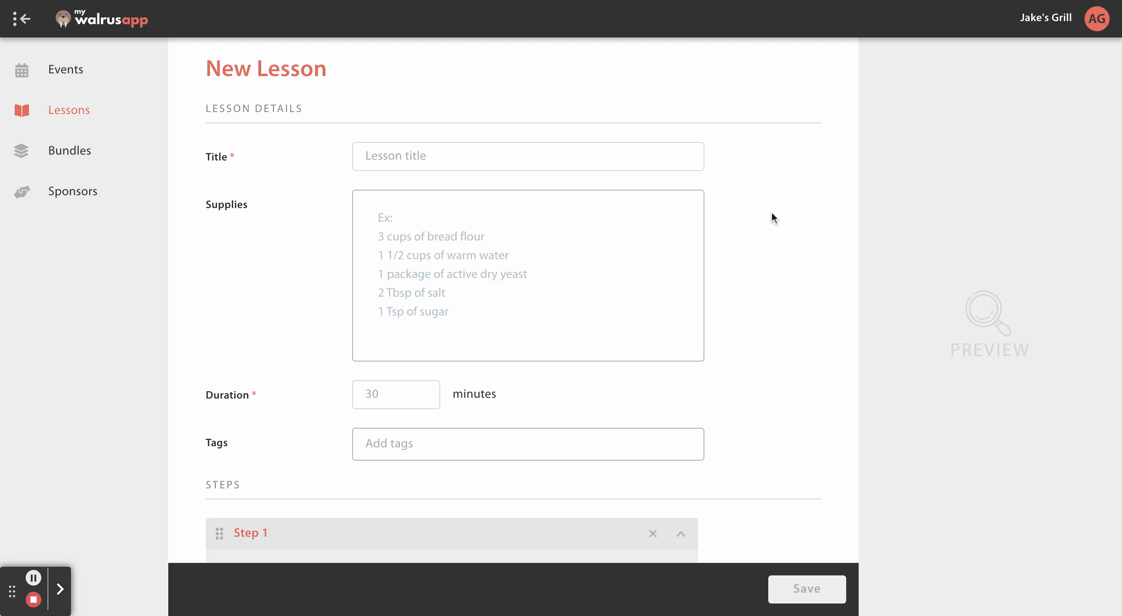 my
walrusapp
Jake's Grill
AG
Events
Lessons
Bundles
Sponsors
New Lesson
LESSON DETAILS
Title *
Lesson title
Supplies
Ex:
3 cups of bread flour
1 1/2 cups of warm water
1 package of active dry yeast
2 Tbsp of salt
1 Tsp of sugar
Duration *
30
minutes
Tags
Add tags
STEPS
Step 1
PREVIEW
Save